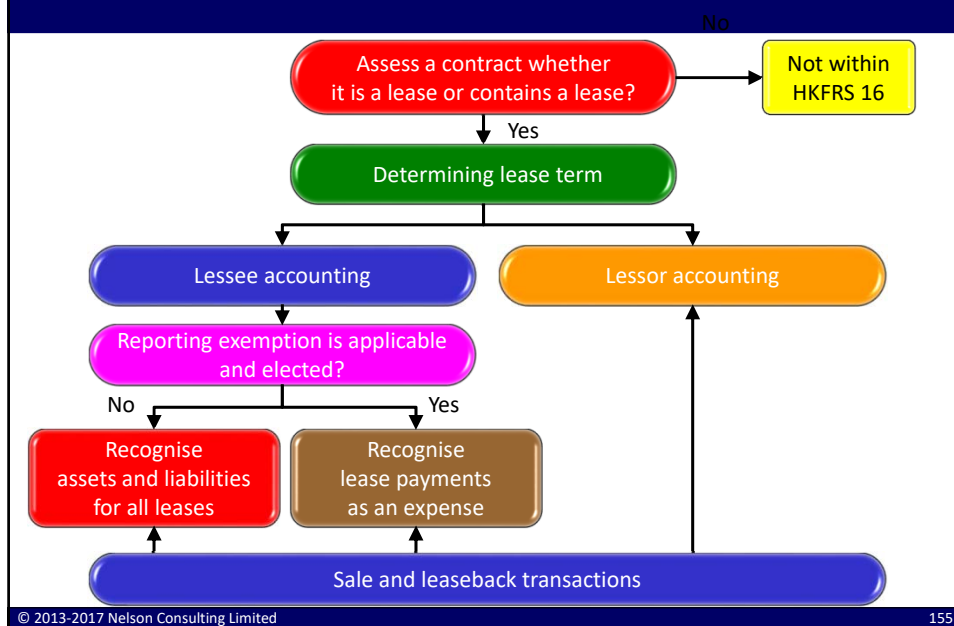 No
Assess a contract whether
it is a lease or contains a lease?
Not within
HKFRS 16
Yes
Determining lease term
Lessee accounting
Lessor accounting
Reporting exemption is applicable
and elected?
No
Yes
Recognise
assets and liabilities
for all leases
Recognise
lease payments
as an expense
Sale and leaseback transactions
© 2013-2017 Nelson Consulting Limited
155